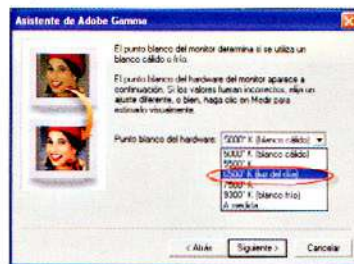 Asistente de Adobe Gamma
El punto blanco del monitor determina si se utiliza un
blanco cálido o frío.
El punto blanco del hardware del monitor aparece a
continuación. Si los valores fueran incorrectos, elija un
ajuste diferente, o bien, haga clic en Medir para
estimarlo visualmente.
Punto blanco del hardware: 5000° K (blanco cálido)
5000° K (blanco cálido)
5500° K
6500° K (luz del día)
7500° K
9300° K (blanco frío)
A medida
< Atrás Siguiente > Cancelar